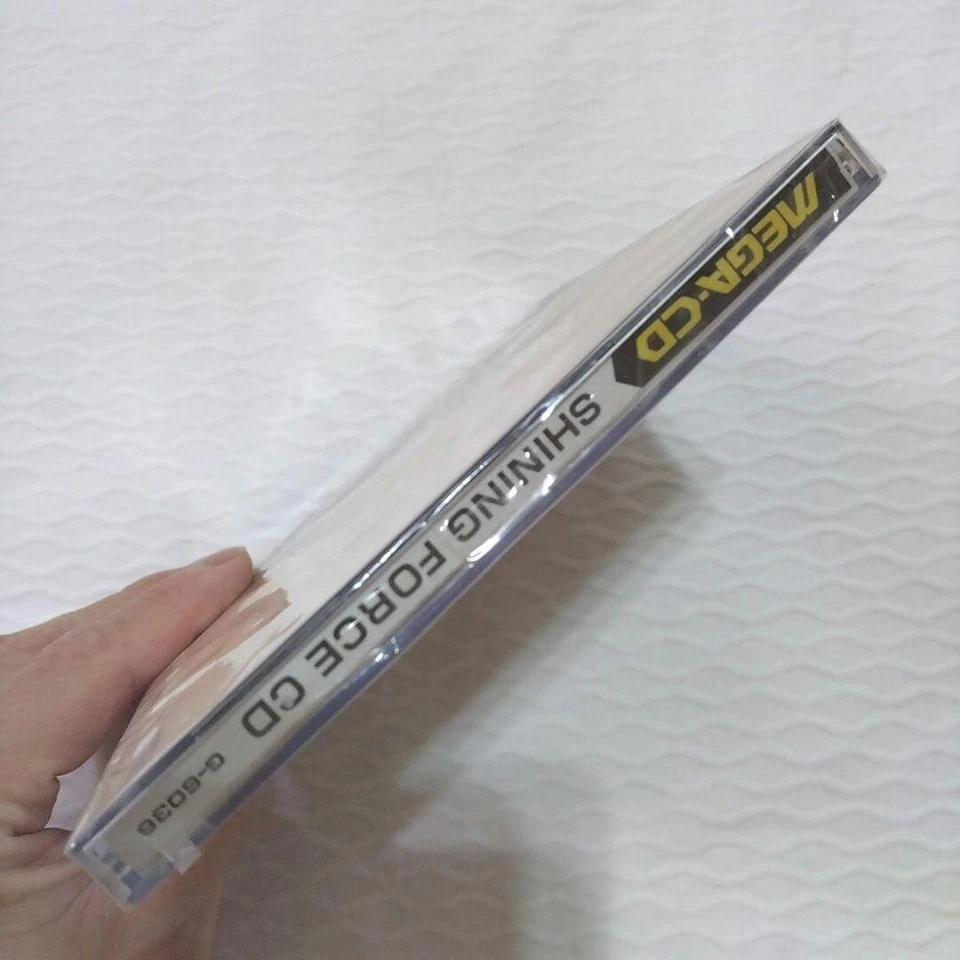 MEGA-CD
SHINING FORCE CD
G-6036